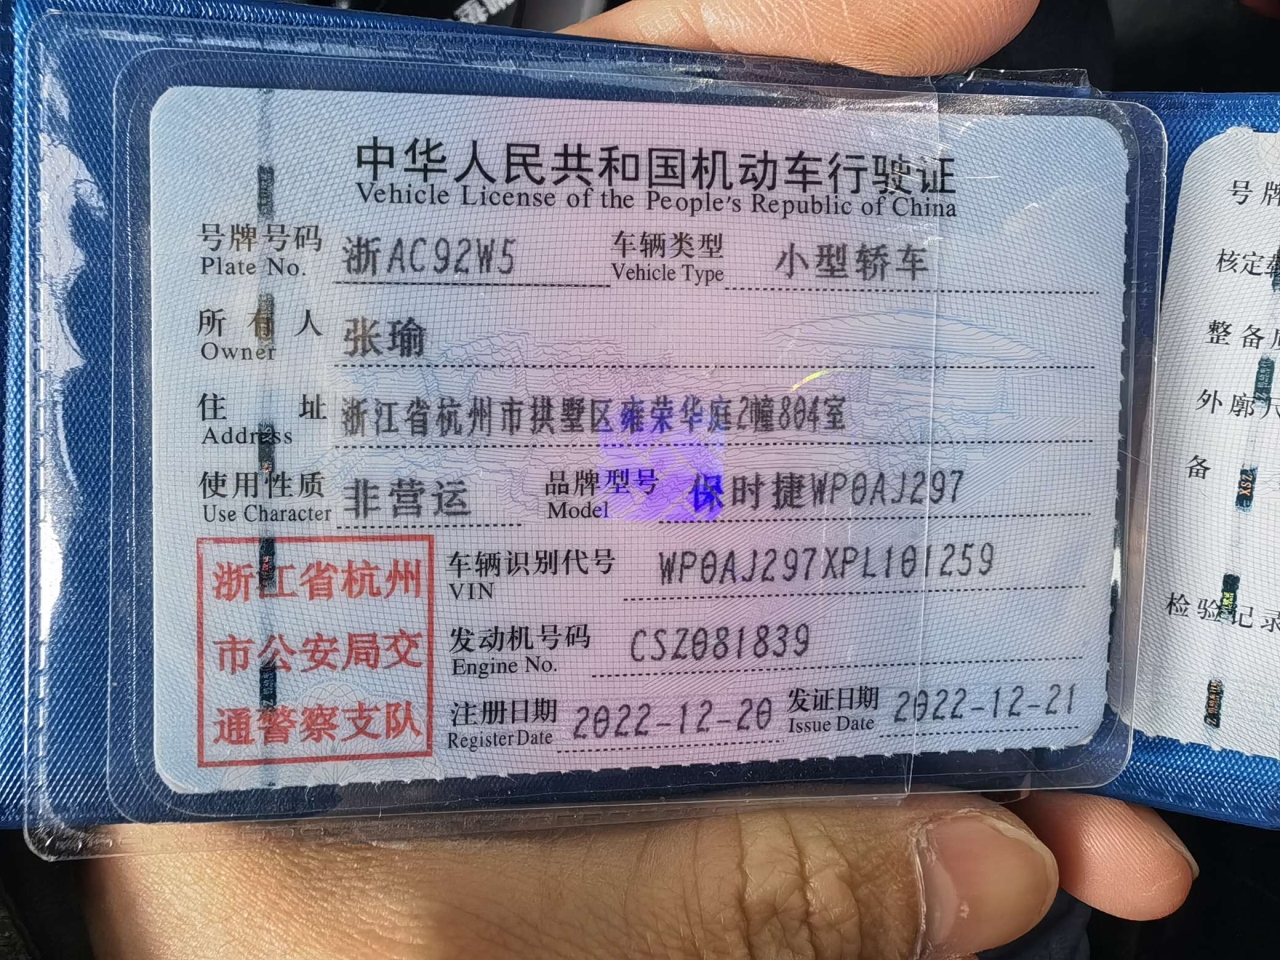 中华人民共和国机动车行驶证
Vehicle License of the People's Republic of China
号牌号码 浙AC92W5 车辆类型 小型轿车
Plate No. Vehicle Type
所有人 张瑜
Owner
住址 浙江省杭州市拱墅区雍荣华庭2幢804室
Address
使用性质 非营运 品牌型号 保时捷WP0AJ297
Use Character Model
浙江省杭州
市公安局交
通警察支队
车辆识别代号 WP0AJ297XPL101259
VIN
发动机号码 CSZ081839
Engine No.
注册日期 2022-12-20 发证日期 2022-12-21
Register Date Issue Date
号牌
核定
整备
外廓
备
检验记录